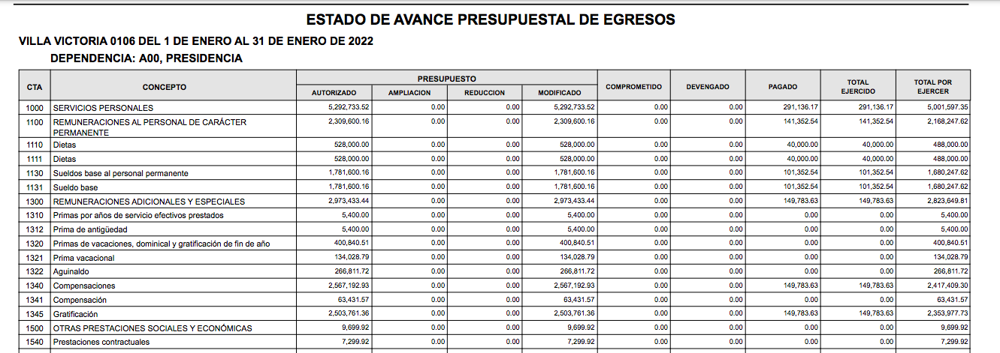 ESTADO DE AVANCE PRESUPUESTAL DE EGRESOS
VILLA VICTORIA 0106 DEL 1 DE ENERO AL 31 DE ENERO DE 2022
DEPENDENCIA: A00, PRESIDENCIA
CTA CONCEPTO PRESUPUESTO COMPROMETIDO DEVENGADO PAGADO TOTAL EJERCIDO TOTAL POR EJERCER
AUTORIZADO AMPLIACION REDUCCION MODIFICADO
1000 SERVICIOS PERSONALES 5,292,733.52 0.00 0.00 5,292,733.52 0.00 0.00 291,136.17 291,136.17 5,001,597.35
1100 REMUNERACIONES AL PERSONAL DE CARÁCTER 2,309,600.16 0.00 0.00 2,309,600.16 0.00 0.00 141,352.54 141,352.54 2,168,247.62
PERMANENTE
1110 Dietas 528,000.00 0.00 0.00 528,000.00 0.00 0.00 40,000.00 40,000.00 488,000.00
1111 Dietas 528,000.00 0.00 0.00 528,000.00 0.00 0.00 40,000.00 40,000.00 488,000.00
1130 Sueldos base al personal permanente 1,781,600.16 0.00 0.00 1,781,600.16 0.00 0.00 101,352.54 101,352.54 1,680,247.62
1131 Sueldo base 1,781,600.16 0.00 0.00 1,781,600.16 0.00 0.00 101,352.54 101,352.54 1,680,247.62
1300 REMUNERACIONES ADICIONALES Y ESPECIALES 2,973,433.44 0.00 0.00 2,973,433.44 0.00 0.00 149,783.63 149,783.63 2,823,649.81
1310 Primas por años de servicio efectivos prestados 5,400.00 0.00 0.00 5,400.00 0.00 0.00 0.00 0.00 5,400.00
1312 Prima de antigüedad 5,400.00 0.00 0.00 5,400.00 0.00 0.00 0.00 0.00 5,400.00
1320 Primas de vacaciones, dominical y gratificación de fin de año 400,840.51 0.00 0.00 400,840.51 0.00 0.00 0.00 0.00 400,840.51
1321 Prima vacacional 134,028.79 0.00 0.00 134,028.79 0.00 0.00 0.00 0.00 134,028.79
1322 Aguinaldo 266,811.72 0.00 0.00 266,811.72 0.00 0.00 0.00 0.00 266,811.72
1340 Compensaciones 2,567,192.93 0.00 0.00 2,567,192.93 0.00 0.00 149,783.63 149,783.63 2,417,409.30
1341 Compensación 63,431.57 0.00 0.00 63,431.57 0.00 0.00 0.00 0.00 63,431.57
1345 Gratificación 2,503,761.36 0.00 0.00 2,503,761.36 0.00 0.00 149,783.63 149,783.63 2,353,977.73
1500 OTRAS PRESTACIONES SOCIALES Y ECONÓMICAS 9,699.92 0.00 0.00 9,699.92 0.00 0.00 0.00 0.00 9,699.92
1540 Prestaciones contractuales 7,299.92 0.00 0.00 7,299.92 0.00 0.00 0.00 0.00 7,299.92